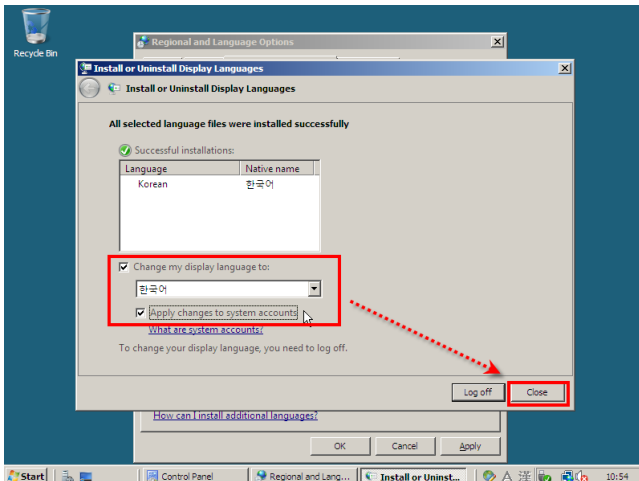 Recycle Bin
Regional and Language Options
Install or Uninstall Display Languages
Install or Uninstall Display Languages
All selected language files were installed successfully
Successful installations:
Language Native name
Korean 한국어
Change my display language to:
한국어
Apply changes to system accounts
What are system accounts?
To change your display language, you need to log off.
Log off Close
How can I install additional languages?
OK Cancel Apply
Start Control Panel Regional and Lang... Install or Uninst... A 漢 10:54